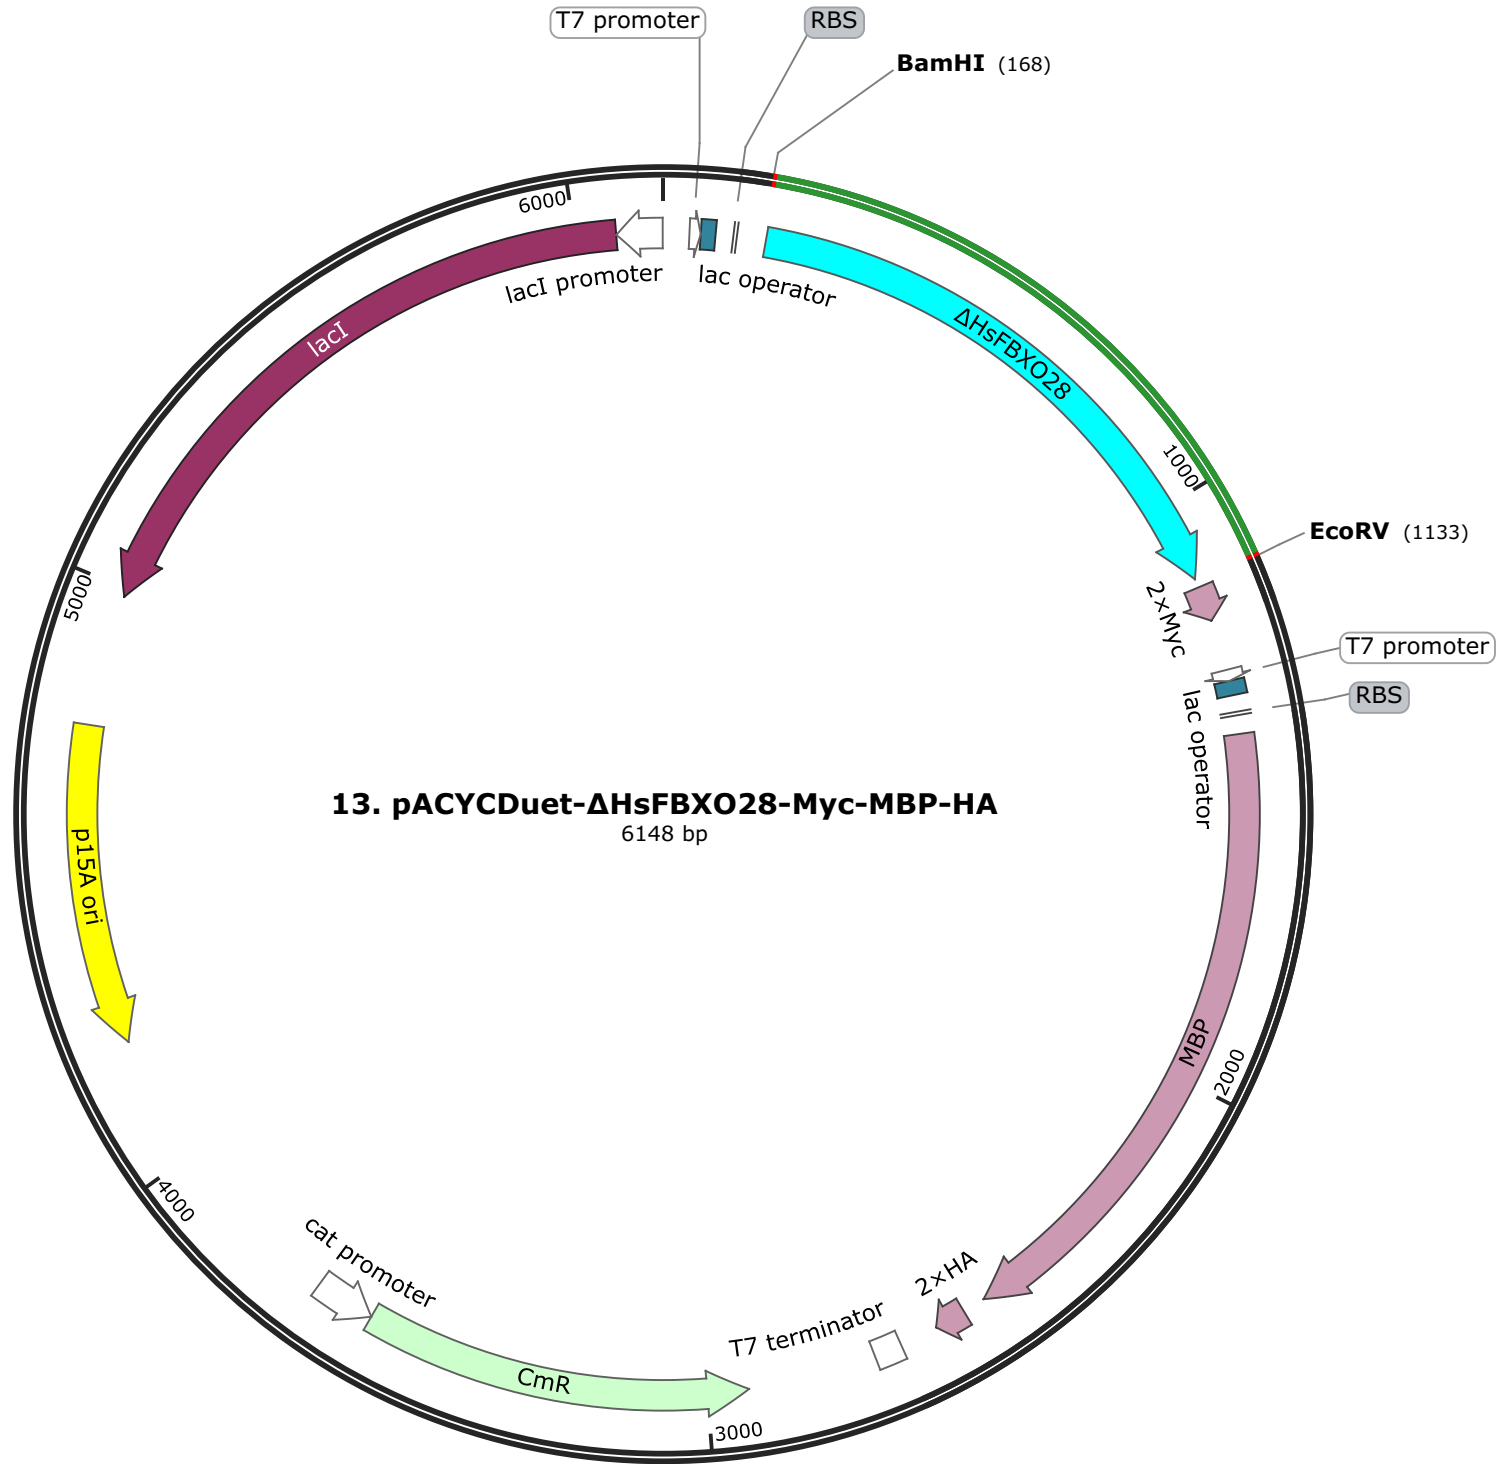 T7 promoter
RBS
BamHI (168)
6000
lacI promoter
lac operator
lacI
ΔHsFBXO28
1000
EcoRV (1133)
5000
2×Myc
T7 promoter
RBS
lac operator
13. pACYCDuet-ΔHsFBXO28-Myc-MBP-HA
6148 bp
p15A ori
MBP
2000
4000
cat promoter
2×HA
T7 terminator
CmR
3000